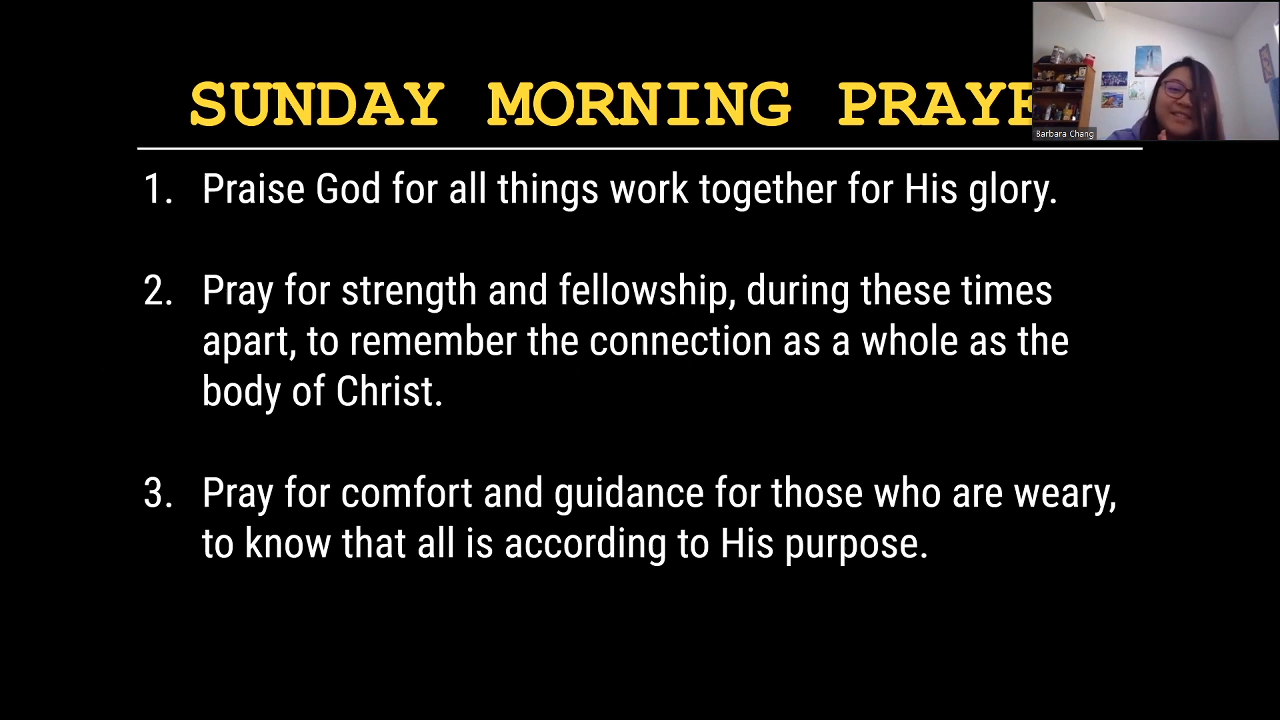 SUNDAY MORNING PRAYE
Barbara Chang
1. Praise God for all things work together for His glory.
2. Pray for strength and fellowship, during these times
apart, to remember the connection as a whole as the
body of Christ.
3. Pray for comfort and guidance for those who are weary,
to know that all is according to His purpose.